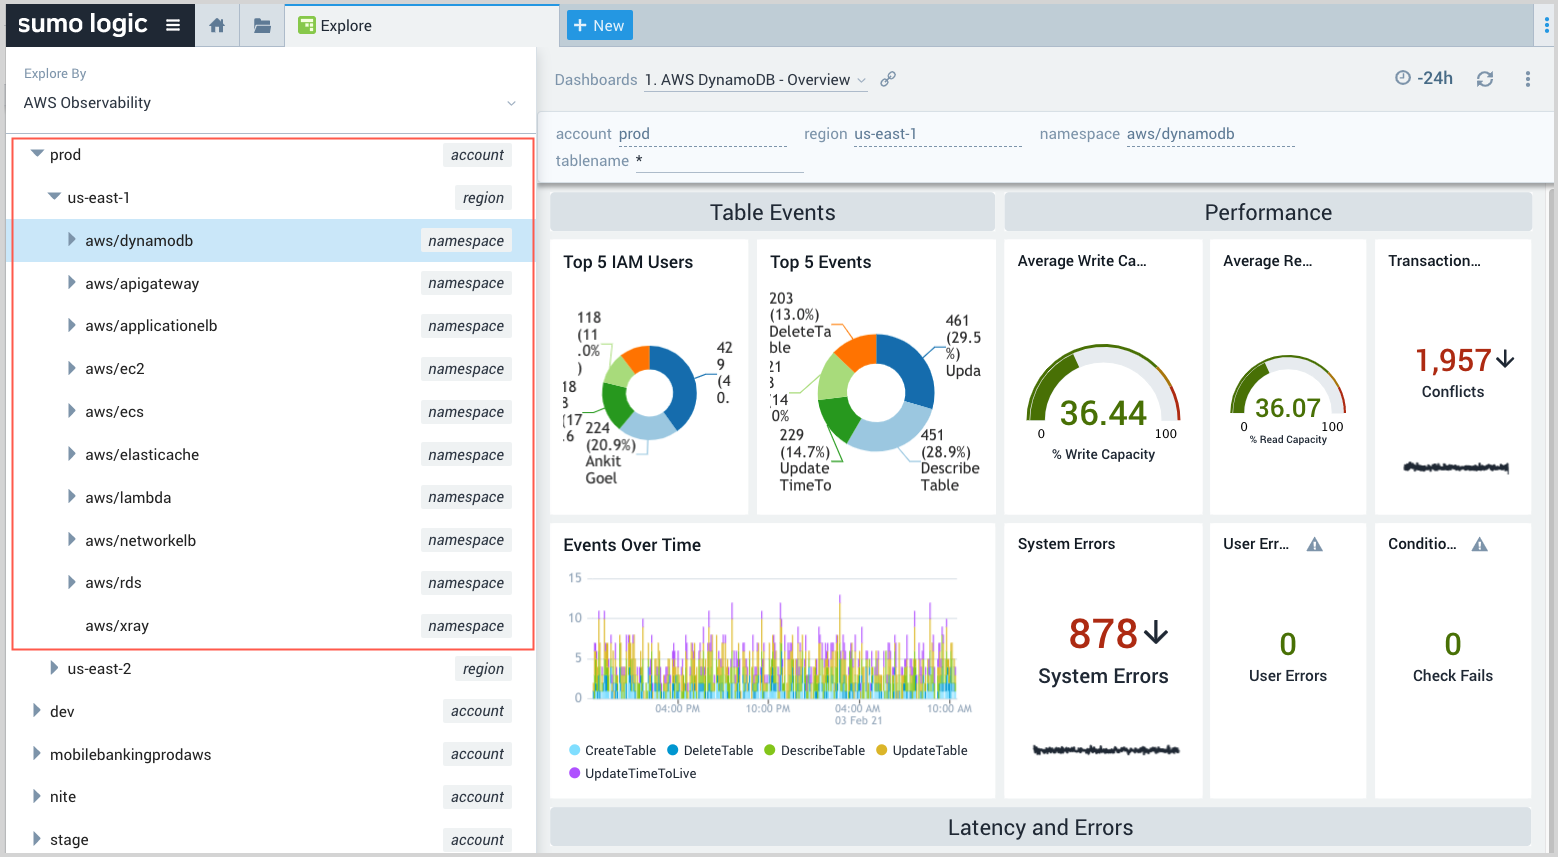 sumo logic
Explore
+ New
Explore By
AWS Observability
prod account
us-east-1 region
aws/dynamodb namespace
aws/apigateway namespace
aws/applicationelb namespace
aws/ec2 namespace
aws/ecs namespace
aws/elasticache namespace
aws/lambda namespace
aws/networkelb namespace
aws/rds namespace
aws/xray namespace
us-east-2 region
dev account
mobilebankingprodaws account
nite account
stage account
Dashboards 1. AWS DynamoDB - Overview
-24h
account prod region us-east-1 namespace aws/dynamodb
tablename *
Table Events
Performance
Top 5 IAM Users
118
(11
.0%
)
18
8
(17
.6
224
(20.9%)
Ankit
Goel
42
9
(4
0.
Top 5 Events
203
(13.0%)
DeleteTa
ble
21
8
(14
0%
229
(14.7%)
Update
TimeTo
461
(29.5
%)
Upda
451
(28.9%)
Describe
Table
Average Write Ca...
36.44
0 100
% Write Capacity
Average Re...
36.07
0 100
% Read Capacity
Transaction...
1,957
Conflicts
Events Over Time
15
10
5
0
04:00 PM 10:00 PM 04:00 AM 10:00 AM
03 Feb 21
CreateTable DeleteTable DescribeTable UpdateTable
UpdateTimeToLive
System Errors
878
System Errors
User Err...
0
User Errors
Conditio...
0
Check Fails
Latency and Errors